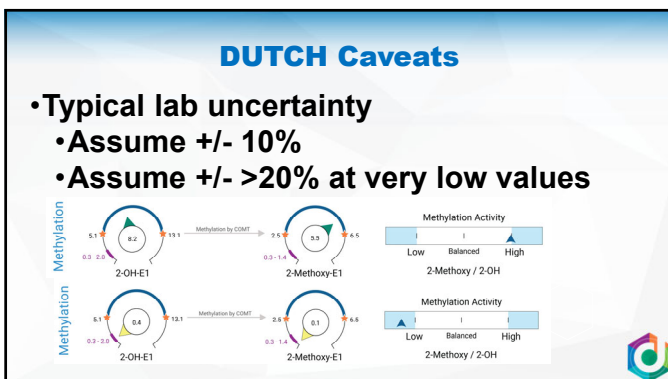 DUTCH Caveats
•Typical lab uncertainty
•Assume +/- 10%
•Assume +/- >20% at very low values
Methylation
5.1
8.2
13.1
0.3 - 2.0
2-OH-E1
Methylation by COMT
2.5
5.5
6.5
0.3 - 1.4
2-Methoxy-E1
Methylation Activity
Low
Balanced
High
2-Methoxy / 2-OH
Methylation
5.1
0.4
13.1
0.3 - 2.0
2-OH-E1
Methylation by COMT
2.5
0.1
6.5
0.3 - 1.4
2-Methoxy-E1
Methylation Activity
Low
Balanced
High
2-Methoxy / 2-OH